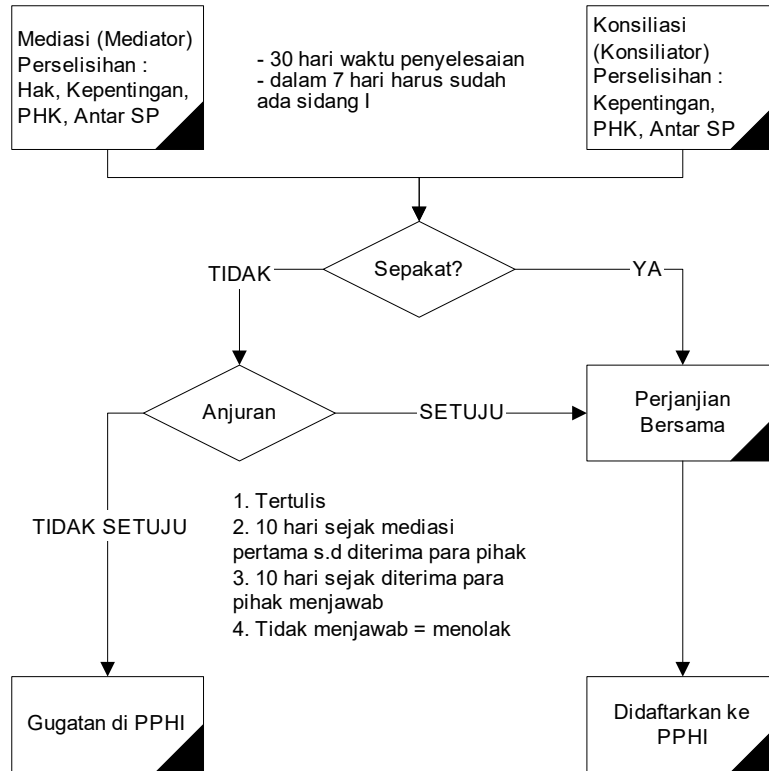 Mediasi (Mediator)
Perselisihan :
Hak, Kepentingan,
PHK, Antar SP
- 30 hari waktu penyelesaian
- dalam 7 hari harus sudah
ada sidang I
Konsiliasi
(Konsiliator)
Perselisihan :
Kepentingan,
PHK, Antar SP
Sepakat?
TIDAK
YA
Anjuran
SETUJU
Perjanjian
Bersama
TIDAK SETUJU
1. Tertulis
2. 10 hari sejak mediasi
pertama s.d diterima para pihak
3. 10 hari sejak diterima para
pihak menjawab
4. Tidak menjawab = menolak
Gugatan di PPHI
Didaftarkan ke
PPHI